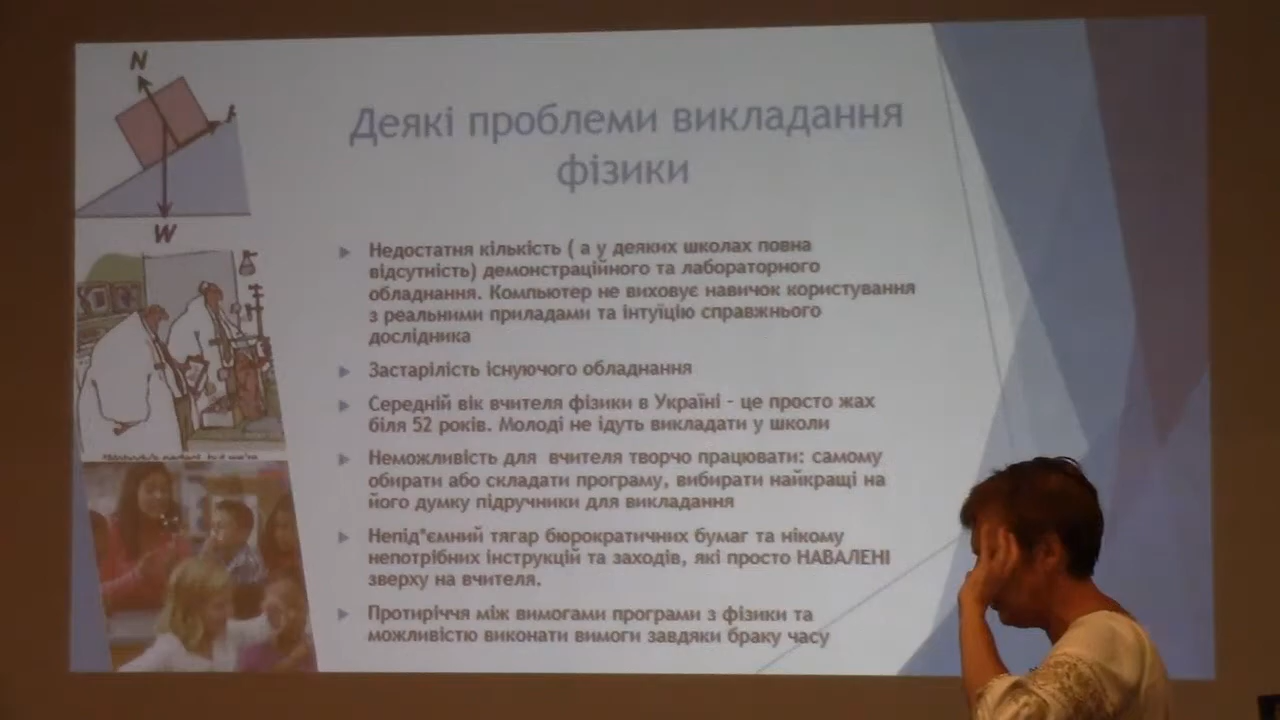 N
W
Деякі проблеми викладання
фізики
Недостатня кількість ( а у деяких школах повна
відсутність) демонстраційного та лабораторного
обладнання. Компьютер не виховує навичок користування
з реальними приладами та інтуїцію справжнього
дослідника
Застарілість існуючого обладнання
Середній вік вчителя фізики в Україні - це просто жах
біля 52 років. Молоді не ідуть викладати у школи
Неможливість для вчителя творчо працювати: самому
обирати або складати програму, вибирати найкращі на
його думку підручники для викладання
Непід*ємний тягар бюрократичних бумаг та нікому
непотрібних інструкцій та заходів, які просто НАВАЛЕНІ
зверху на вчителя.
Протиріччя між вимогами програми з фізики та
можливістю виконати вимоги завдяки браку часу